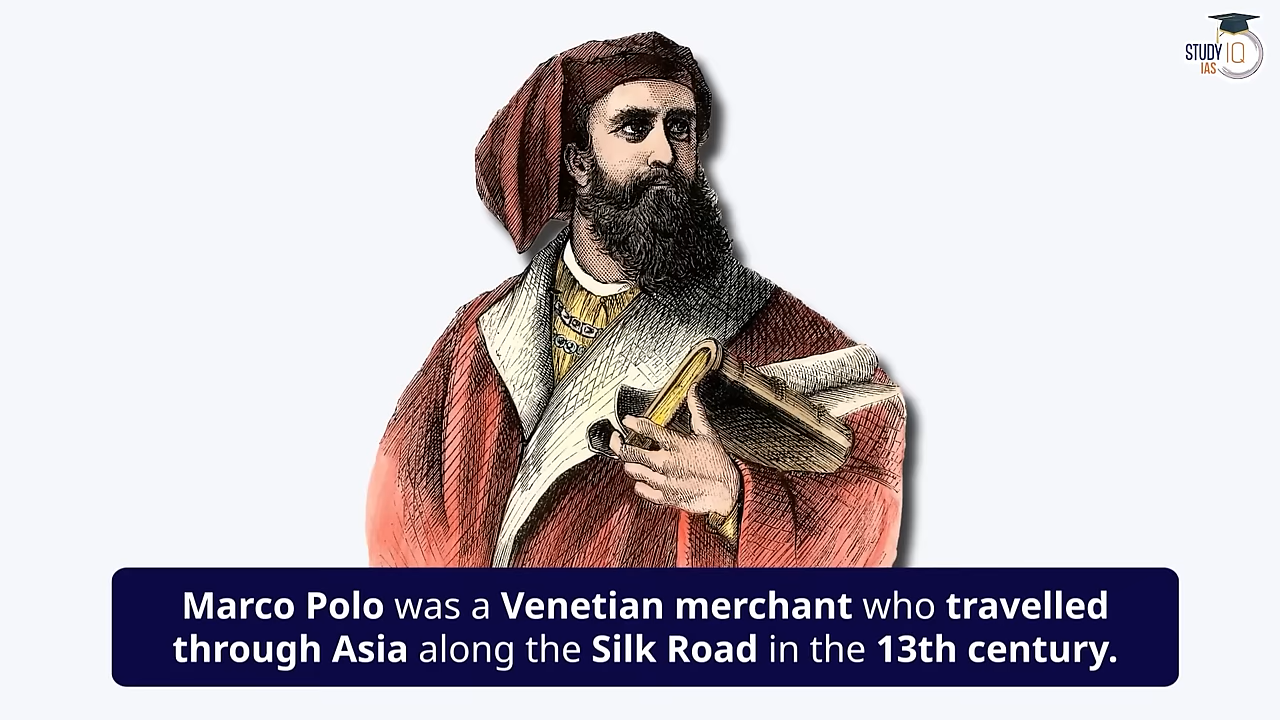 STUDY IQ
IAS
Marco Polo was a Venetian merchant who travelled
through Asia along the Silk Road in the 13th century.